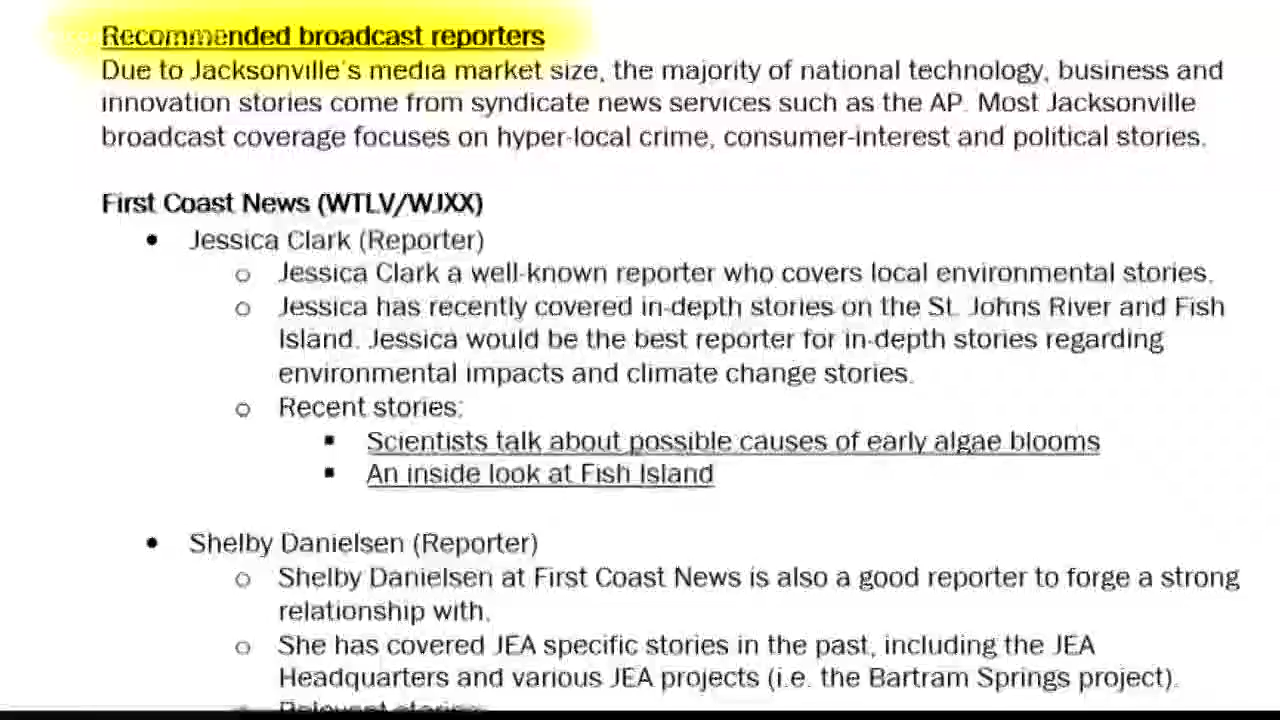 Recommended broadcast reporters
Due to Jacksonville's media market size, the majority of national technology, business and
innovation stories come from syndicate news services such as the AP. Most Jacksonville
broadcast coverage focuses on hyper-local crime, consumer-interest and political stories.
First Coast News (WTLV/WJXX)
• Jessica Clark (Reporter)
o Jessica Clark a well-known reporter who covers local environmental stories.
o Jessica has recently covered in-depth stories on the St. Johns River and Fish
Island. Jessica would be the best reporter for in-depth stories regarding
environmental impacts and climate change stories.
o Recent stories:
▪ Scientists talk about possible causes of early algae blooms
▪ An inside look at Fish Island
• Shelby Danielsen (Reporter)
o Shelby Danielsen at First Coast News is also a good reporter to forge a strong
relationship with.
o She has covered JEA specific stories in the past, including the JEA
Headquarters and various JEA projects (i.e. the Bartram Springs project).